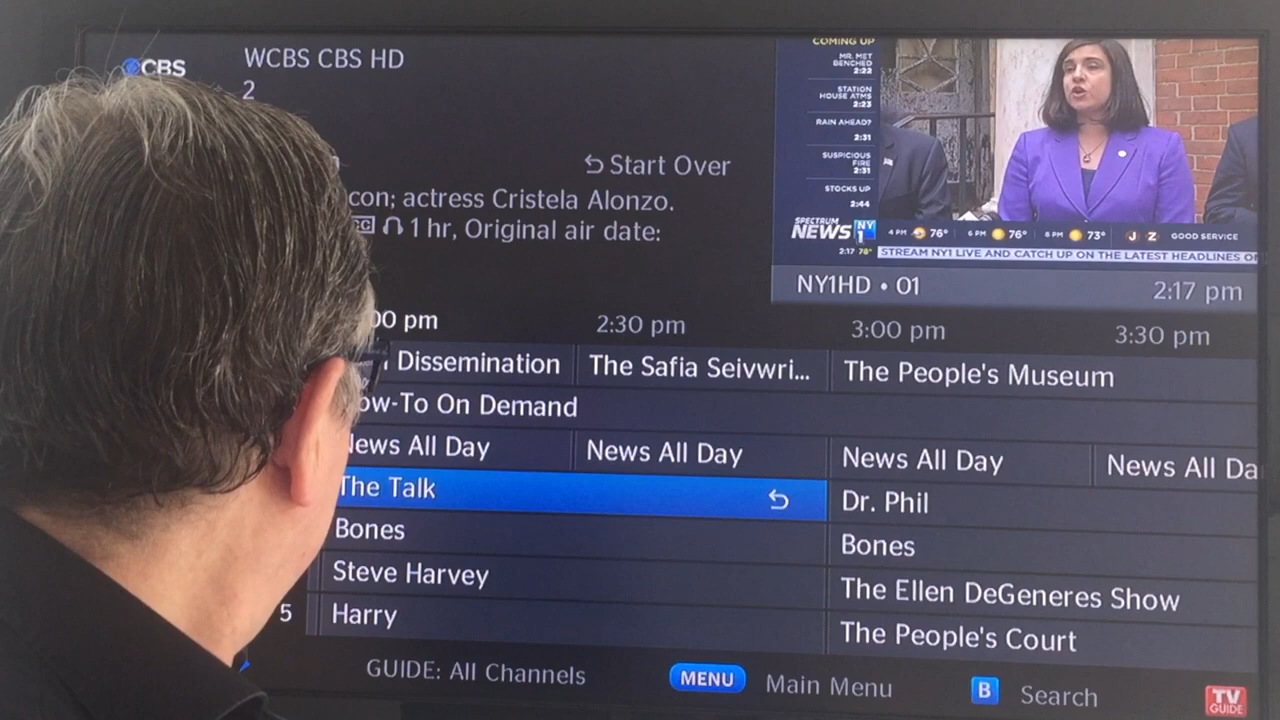 CBS
WCBS CBS HD
2
Start Over
con; actress Cristela Alonzo.
CC 1 hr, Original air date:
COMING UP
MR. MET
BENCHED
2:22
STATION
HOUSE ATMS
2:23
RAIN AHEAD?
2:31
SUSPICIOUS
FIRE
2:31
STOCKS UP
2:44
SPECTRUM
NEWS NY
1
4 PM 76° 6 PM 76° 8 PM 73° J Z GOOD SERVICE
2:17 78° STREAM NY1 LIVE AND CATCH UP ON THE LATEST HEADLINES O
NY1HD • 01 2:17 pm
00 pm 2:30 pm 3:00 pm 3:30 pm
Dissemination The Safia Seivwri... The People's Museum
ow-To On Demand
News All Day News All Day News All Day News All Da
The Talk Dr. Phil
Bones Bones
Steve Harvey The Ellen DeGeneres Show
5 Harry The People's Court
GUIDE: All Channels MENU Main Menu B Search
TV
GUIDE